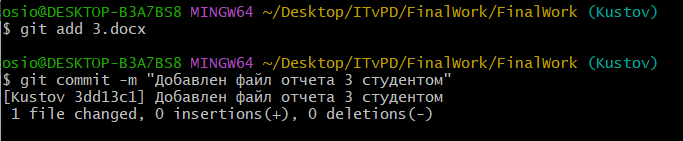 osio@DESKTOP-B3A7BS8 MINGW64 ~/Desktop/ITvPD/FinalWork/FinalWork (Kustov)
$ git add 3.docx
osio@DESKTOP-B3A7BS8 MINGW64 ~/Desktop/ITvPD/FinalWork/FinalWork (Kustov)
$ git commit -m "Добавлен файл отчета 3 студентом"
[Kustov 3dd13c1] Добавлен файл отчета 3 студентом
1 file changed, 0 insertions(+), 0 deletions(-)